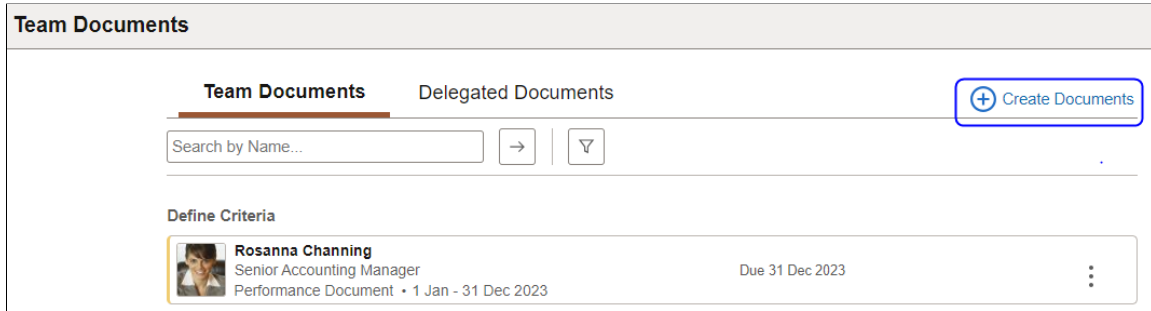 Team Documents
Team Documents
Delegated Documents
Create Documents
Search by Name...
Define Criteria
Rosanna Channing
Senior Accounting Manager
Due 31 Dec 2023
Performance Document • 1 Jan - 31 Dec 2023